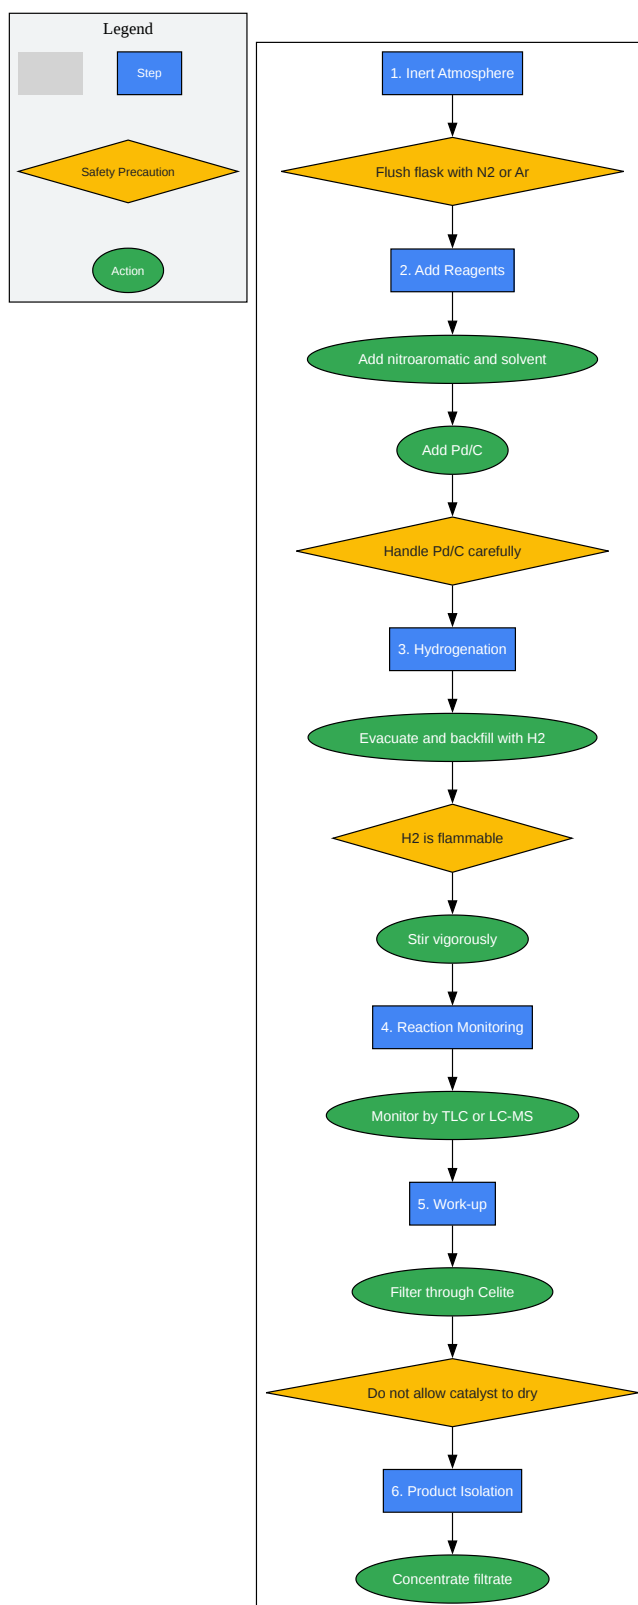 Legend
Step
Safety Precaution
Action
1. Inert Atmosphere
Flush flask with N2 or Ar
2. Add Reagents
Add nitroaromatic and solvent
Add Pd/C
Handle Pd/C carefully
3. Hydrogenation
Evacuate and backfill with H2
H2 is flammable
Stir vigorously
4. Reaction Monitoring
Monitor by TLC or LC-MS
5. Work-up
Filter through Celite
Do not allow catalyst to dry
6. Product Isolation
Concentrate filtrate